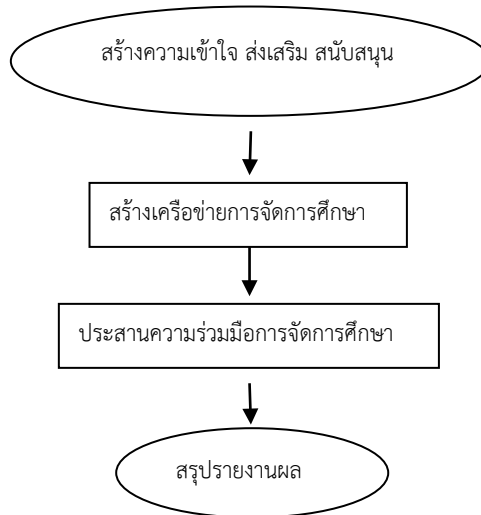 สร้างความเข้าใจ ส่งเสริม สนับสนุน
สร้างเครือข่ายการจัดการศึกษา
ประสานความร่วมมือการจัดการศึกษา
สรุปรายงานผล